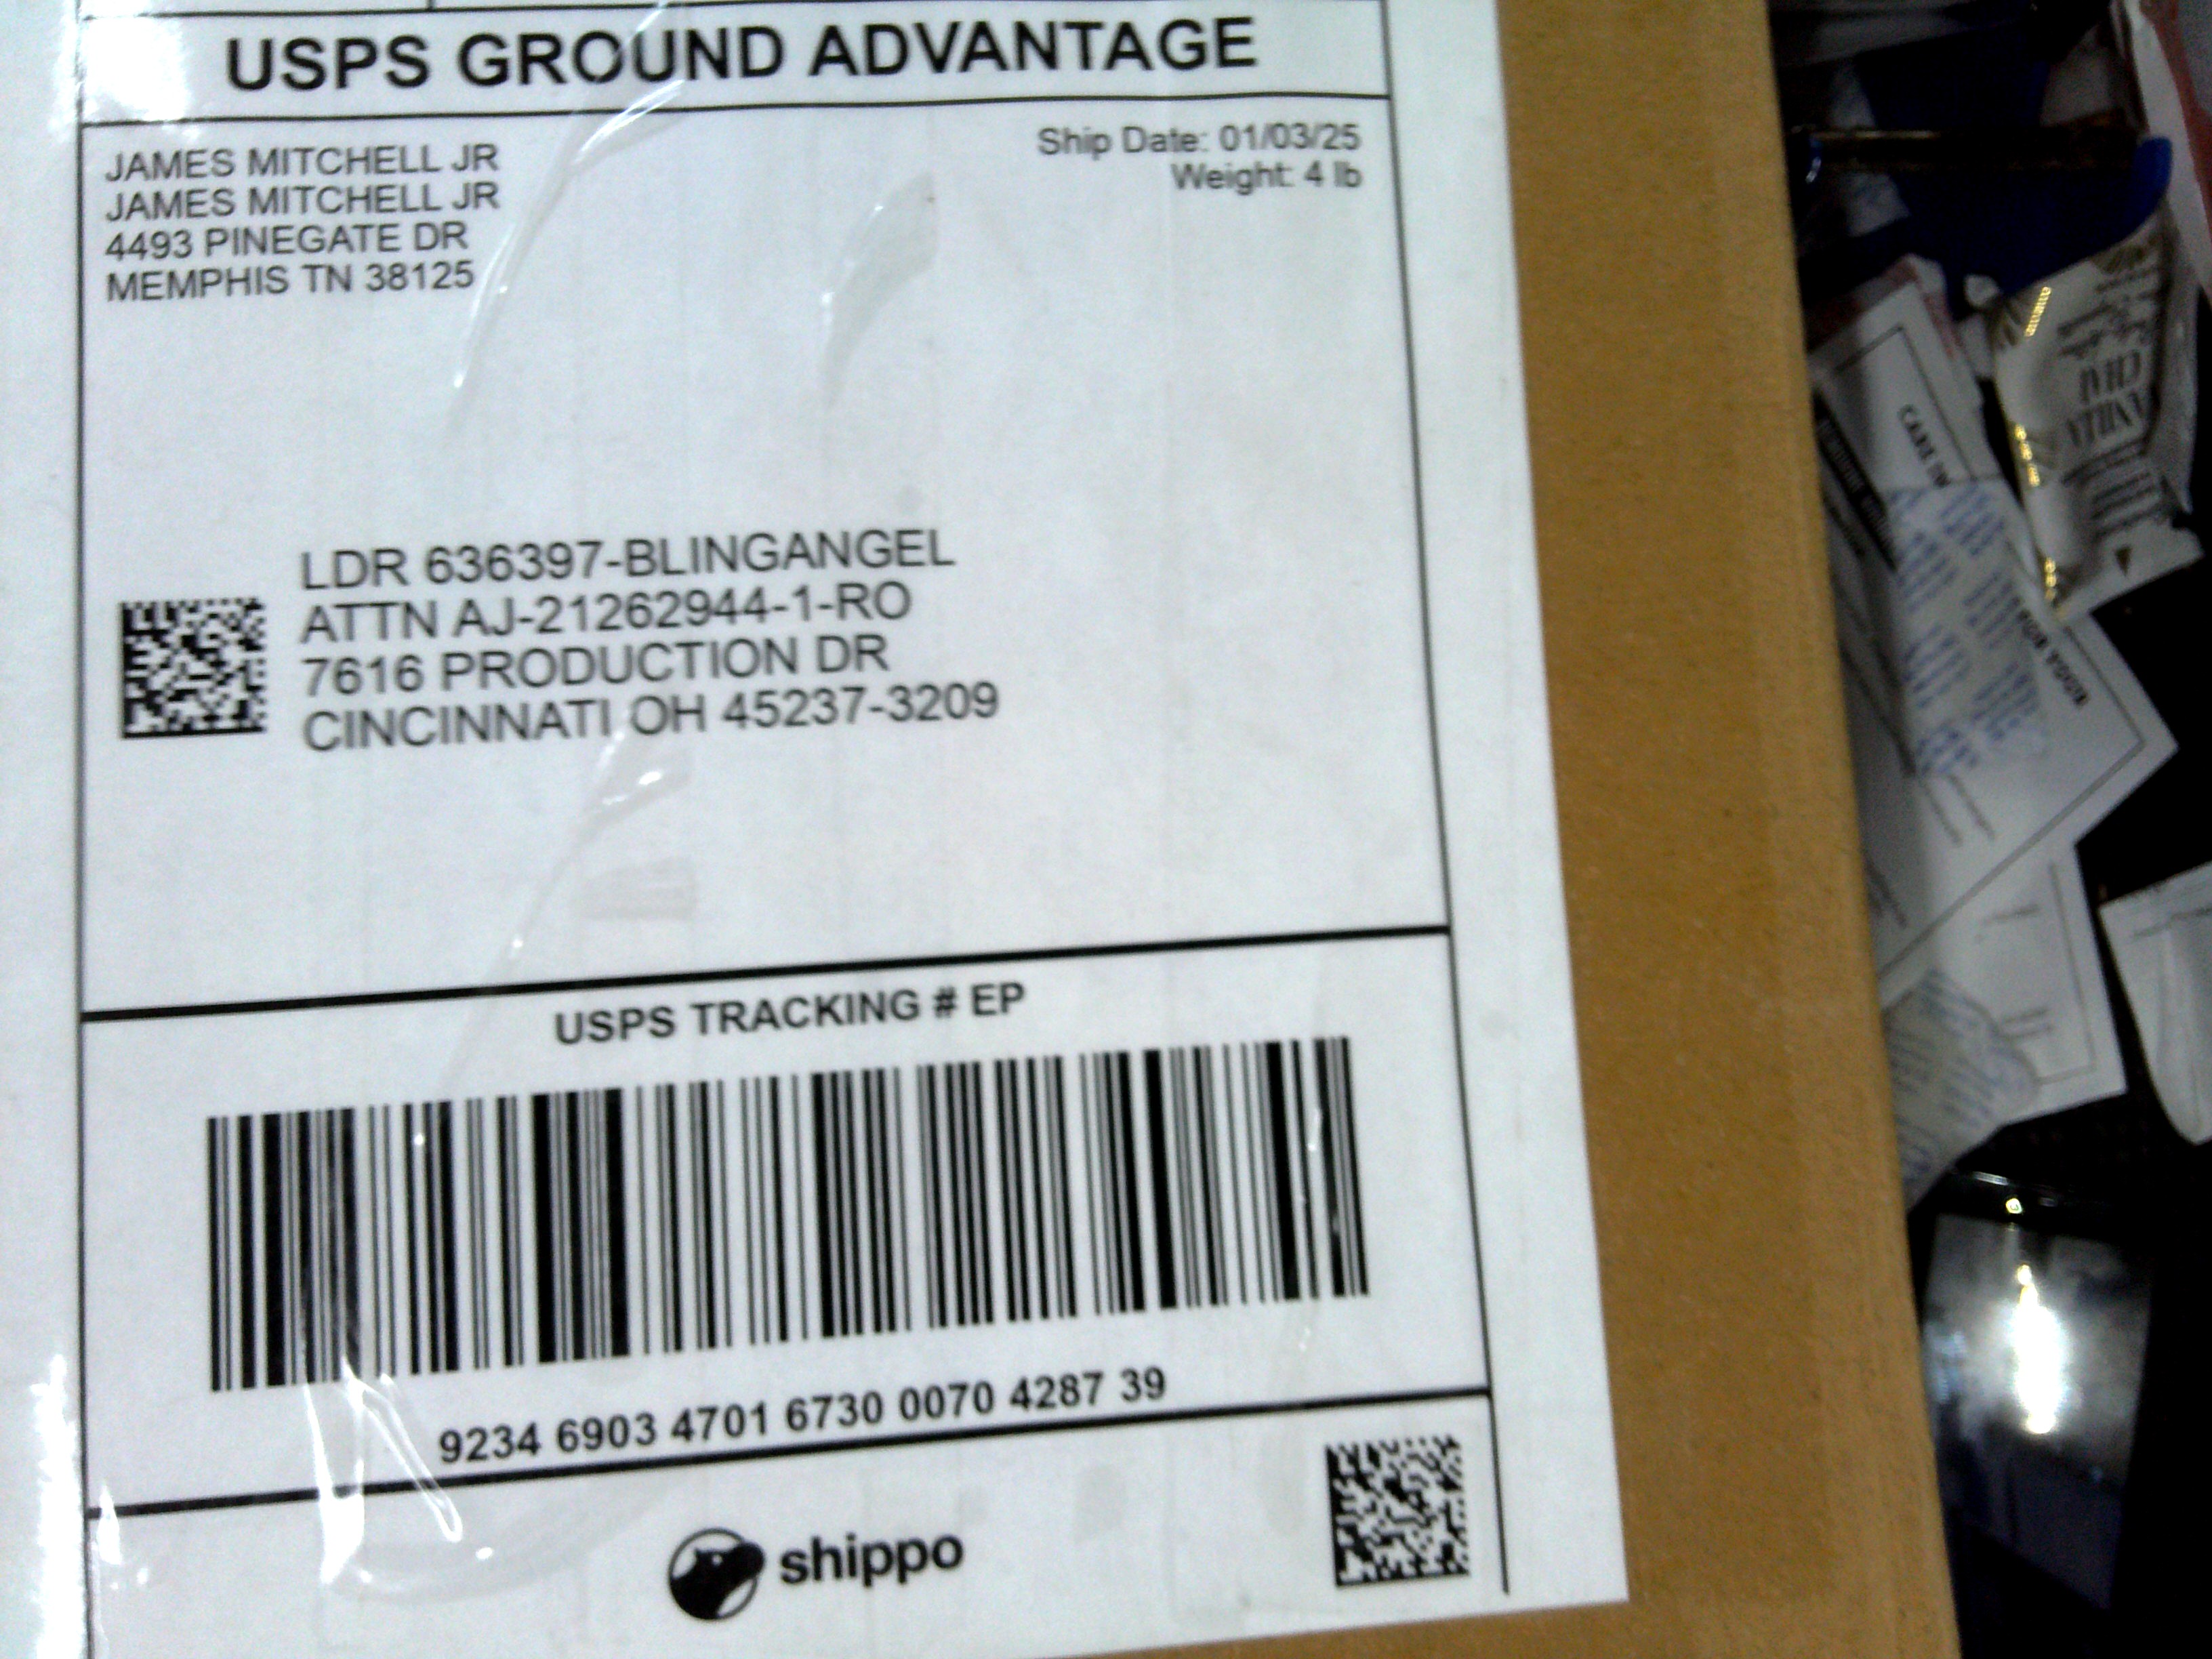 USPS GROUND ADVANTAGE
JAMES MITCHELL JR
JAMES MITCHELL JR
4493 PINEGATE DR
MEMPHIS TN 38125
Ship Date: 01/03/25
Weight: 4 lb
LDR 636397-BLINGANGEL
ATTN AJ-21262944-1-RO
7616 PRODUCTION DR
CINCINNATI OH 45237-3209
USPS TRACKING # EP
9234 6903 4701 6730 0070 4287 39
shippo